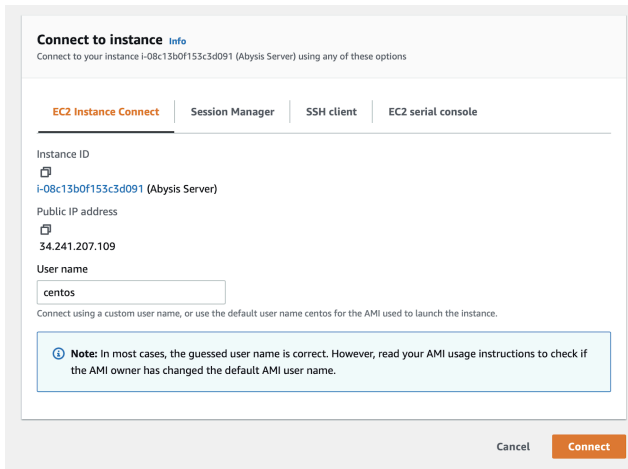 Connect to instance Info
Connect to your instance i-08c13b0f153c3d091 (Abysis Server) using any of these options
EC2 Instance Connect Session Manager SSH client EC2 serial console
Instance ID
i-08c13b0f153c3d091 (Abysis Server)
Public IP address
34.241.207.109
User name
centos
Connect using a custom user name, or use the default user name centos for the AMI used to launch the instance.
Note: In most cases, the guessed user name is correct. However, read your AMI usage instructions to check if
the AMI owner has changed the default AMI user name.
Cancel Connect